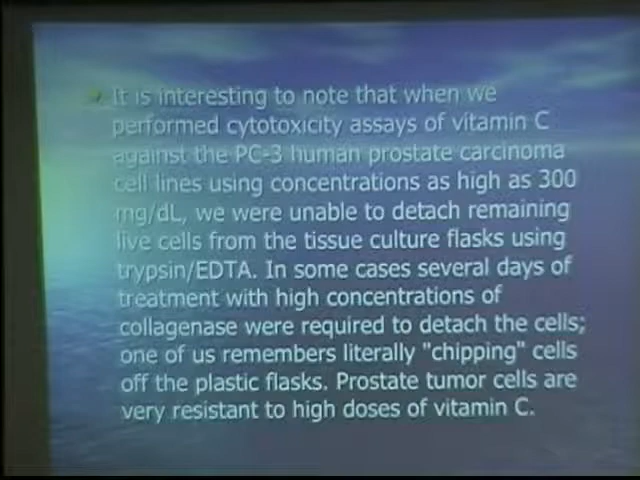 It is interesting to note that when we
performed cytotoxicity assays of vitamin C
against the PC-3 human prostate carcinoma
cell lines using concentrations as high as 300
mg/dL, we were unable to detach remaining
live cells from the tissue culture flasks using
trypsin/EDTA. In some cases several days of
treatment with high concentrations of
collagenase were required to detach the cells;
one of us remembers literally "chipping" cells
off the plastic flasks. Prostate tumor cells are
very resistant to high doses of vitamin C.